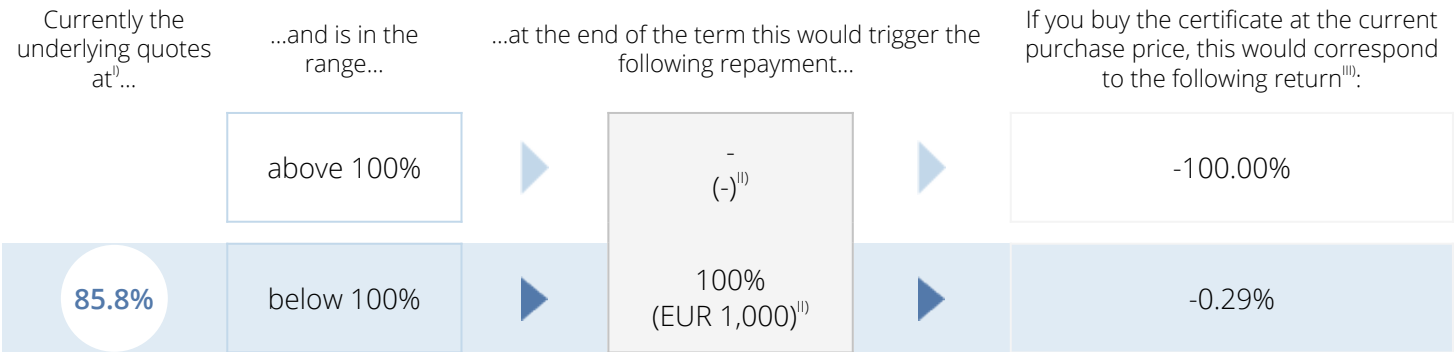 Currently the
underlying quotes
at^I)...
...and is in the
range...
...at the end of the term this would trigger the
following repayment...
If you buy the certificate at the current
purchase price, this would correspond
to the following return^III):
above 100%
-
(-)^II)
-100.00%
85.8%
below 100%
100%
(EUR 1,000)^II)
-0.29%